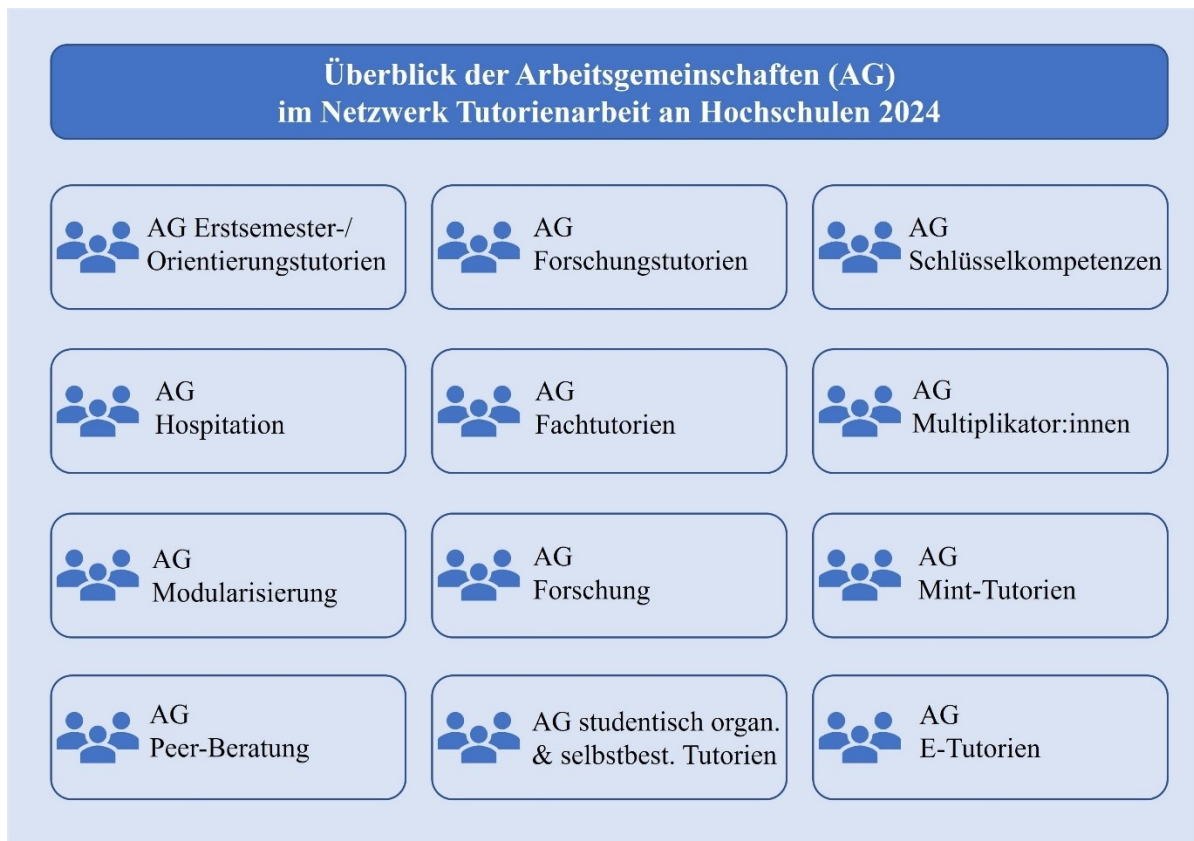 Überblick der Arbeitsgemeinschaften (AG)
im Netzwerk Tutorienarbeit an Hochschulen 2024
AG Erstsemester-/
Orientierungstutorien
AG
Forschungstutorien
AG
Schlüsselkompetenzen
AG
Hospitation
AG
Fachtutorien
AG
Multiplikator:innen
AG
Modularisierung
AG
Forschung
AG
Mint-Tutorien
AG
Peer-Beratung
AG studentisch organ.
& selbstbest. Tutorien
AG
E-Tutorien